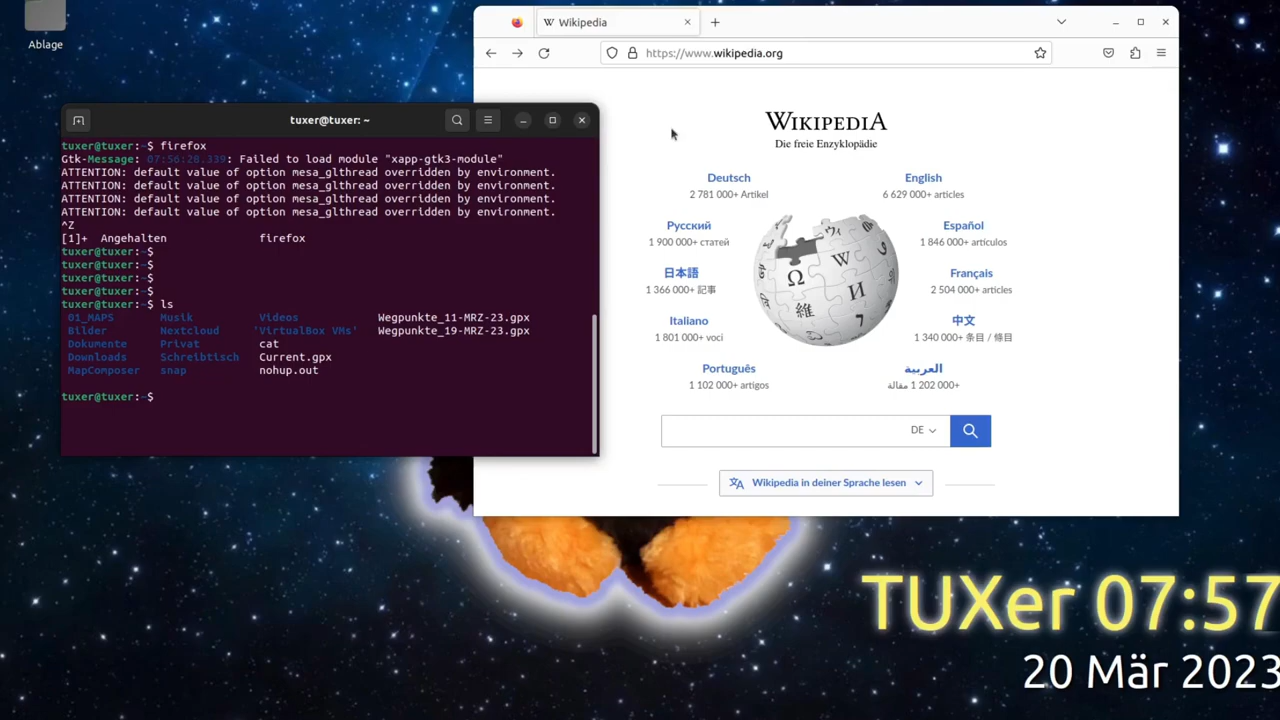 Ablage
tuxer@tuxer: ~
tuxer@tuxer:~$ firefox
Gtk-Message: 07:56:28.339: Failed to load module "xapp-gtk3-module"
ATTENTION: default value of option mesa_glthread overridden by environment.
ATTENTION: default value of option mesa_glthread overridden by environment.
ATTENTION: default value of option mesa_glthread overridden by environment.
ATTENTION: default value of option mesa_glthread overridden by environment.
^Z
[1]+ Angehalten firefox
tuxer@tuxer:~$
tuxer@tuxer:~$
tuxer@tuxer:~$
tuxer@tuxer:~$
tuxer@tuxer:~$ ls
01_MAPS Musik Videos Wegpunkte_11-MRZ-23.gpx
Bilder Nextcloud 'VirtualBox VMs' Wegpunkte_19-MRZ-23.gpx
Dokumente Privat cat
Downloads Schreibtisch Current.gpx
MapComposer snap nohup.out
tuxer@tuxer:~$
W Wikipedia
https://www.wikipedia.org
WIKIPEDIA
Die freie Enzyklopädie
Deutsch English
2 781 000+ Artikel 6 629 000+ articles
Русский Español
1 900 000+ статей 1 846 000+ artículos
日本語 Français
1 366 000+ 記事 2 504 000+ articles
Italiano 中文
1 801 000+ voci 1 340 000+ 条目 / 條目
Português العربية
1 102 000+ artigos 1 202 000+ مقالة
Ω W И 維 7
DE
Wikipedia in deiner Sprache lesen
TUXer 07:57
20 Mär 2023